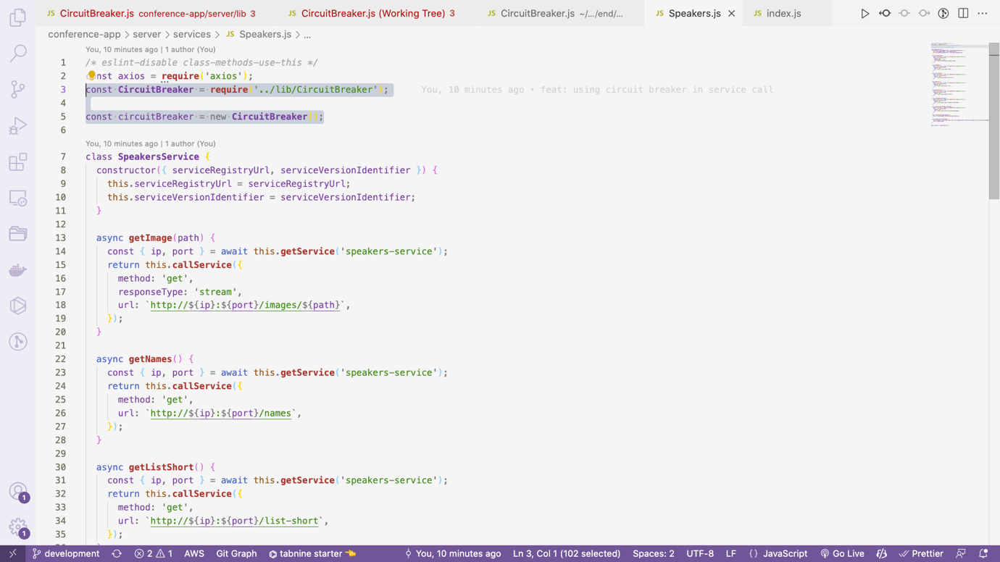 JS CircuitBreaker.js conference-app/server/lib 3
JS CircuitBreaker.js (Working Tree) 3
JS CircuitBreaker.js ~/.../end/...
JS Speakers.js
JS index.js
conference-app > server > services > JS Speakers.js > ...
You, 10 minutes ago | 1 author (You)
1 /* eslint-disable class-methods-use-this */
2 nst axios = require('axios');
3 const CircuitBreaker = require('../lib/CircuitBreaker'); You, 10 minutes ago • feat: using circuit breaker in service call
4
5 const circuitBreaker = new CircuitBreaker();
6
You, 10 minutes ago | 1 author (You)
7 class SpeakersService {
8 constructor({ serviceRegistryUrl, serviceVersionIdentifier }) {
9 this.serviceRegistryUrl = serviceRegistryUrl;
10 this.serviceVersionIdentifier = serviceVersionIdentifier;
11 }
12
13 async getImage(path) {
14 const { ip, port } = await this.getService('speakers-service');
15 return this.callService({
16 method: 'get',
17 responseType: 'stream',
18 url: `http://${ip}:${port}/images/${path}`,
19 });
20 }
21
22 async getNames() {
23 const { ip, port } = await this.getService('speakers-service');
24 return this.callService({
25 method: 'get',
26 url: `http://${ip}:${port}/names`,
27 });
28 }
29
30 async getListShort() {
31 const { ip, port } = await this.getService('speakers-service');
32 return this.callService({
33 method: 'get',
34 url: `http://${ip}:${port}/list-short`,
35 });
1
1
development 2 1 AWS Git Graph tabnine starter You, 10 minutes ago Ln 3, Col 1 (102 selected) Spaces: 2 UTF-8 LF {} JavaScript Go Live Prettier